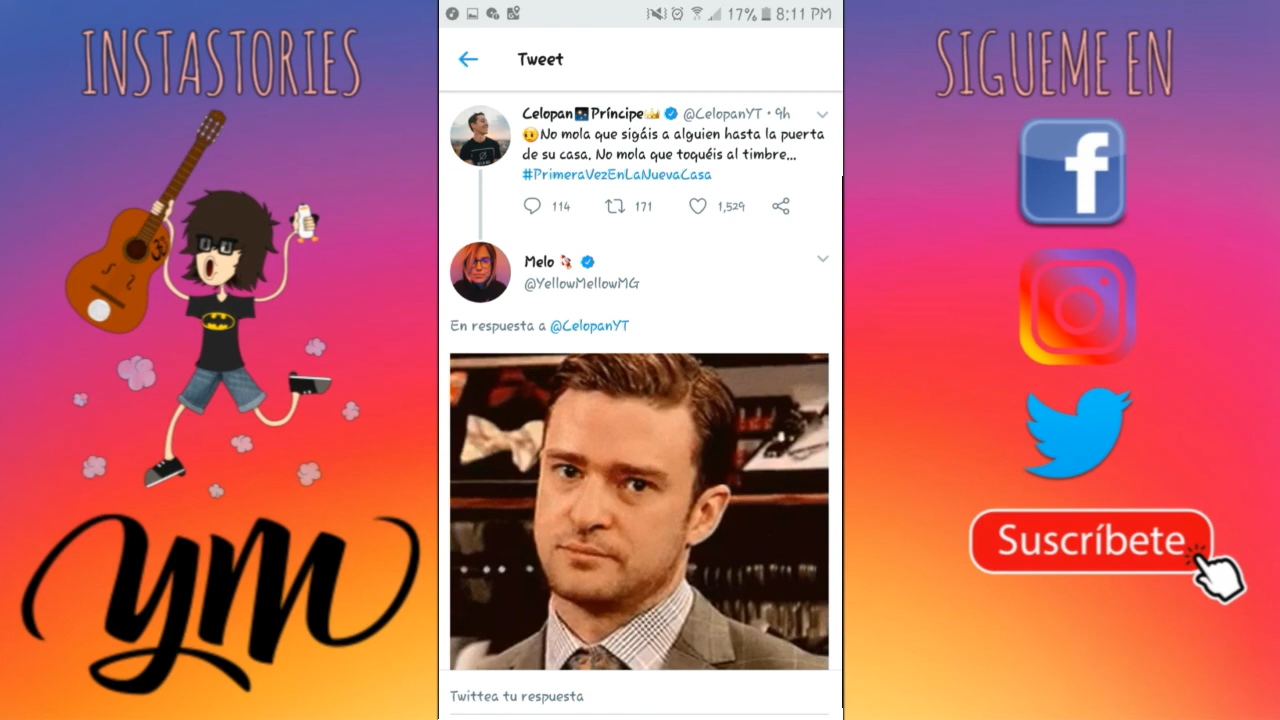 INSTASTORIES
ym
17% 8:11 PM
Tweet
Celopan Príncipe @CelopanYT · 9h
😡No mola que sigáis a alguien hasta la puerta
de su casa. No mola que toquéis al timbre...
#PrimeraVezEnLaNuevaCasa
114 171 1,529
Melo
@YellowMellowMG
En respuesta a @CelopanYT
Twittea tu respuesta
SIGUEME EN
f
Suscríbete